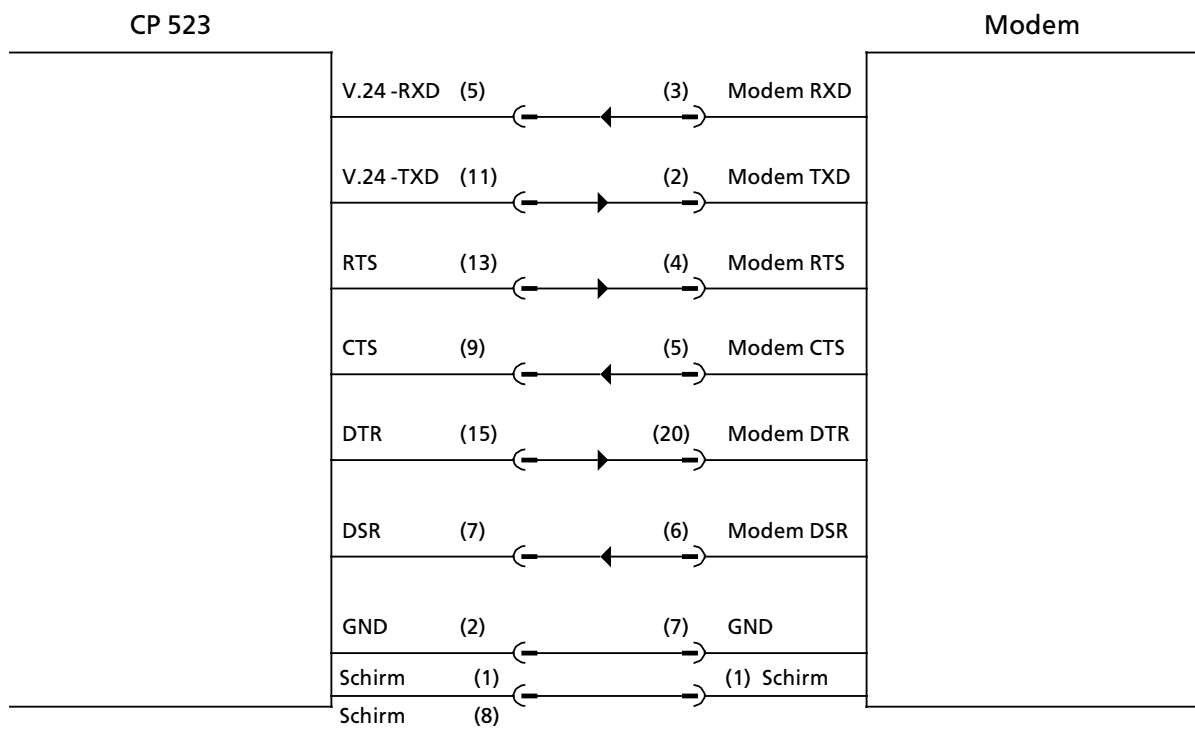 CP 523 Modem
V.24 -RXD (5) (3) Modem RXD
V.24 -TXD (11) (2) Modem TXD
RTS (13) (4) Modem RTS
CTS (9) (5) Modem CTS
DTR (15) (20) Modem DTR
DSR (7) (6) Modem DSR
GND (2) (7) GND
Schirm (1) (1) Schirm
Schirm (8)